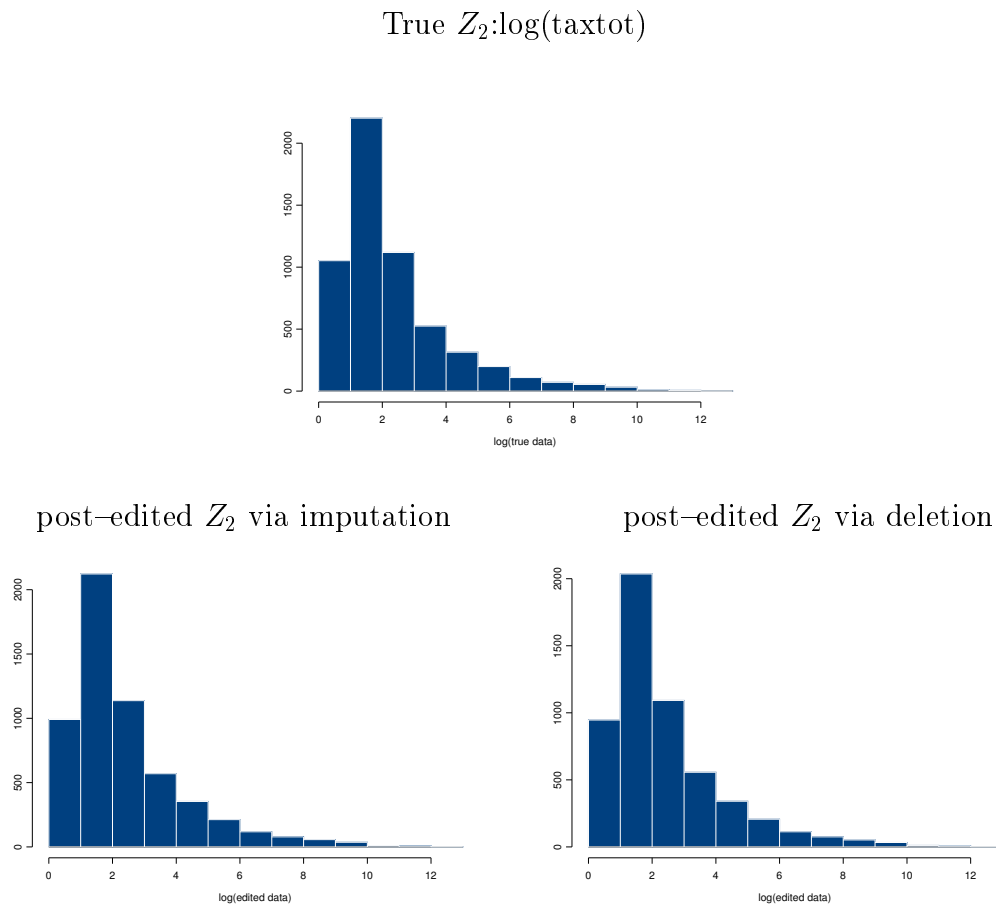 True Z₂:log(taxtot)
2000
1500
1000
500
0
0 2 4 6 8 10 12
log(true data)
post–edited Z₂ via imputation
post–edited Z₂ via deletion
2000
1500
1000
500
0
0 2 4 6 8 10 12
log(edited data)
2000
1500
1000
500
0
0 2 4 6 8 10 12
log(edited data)